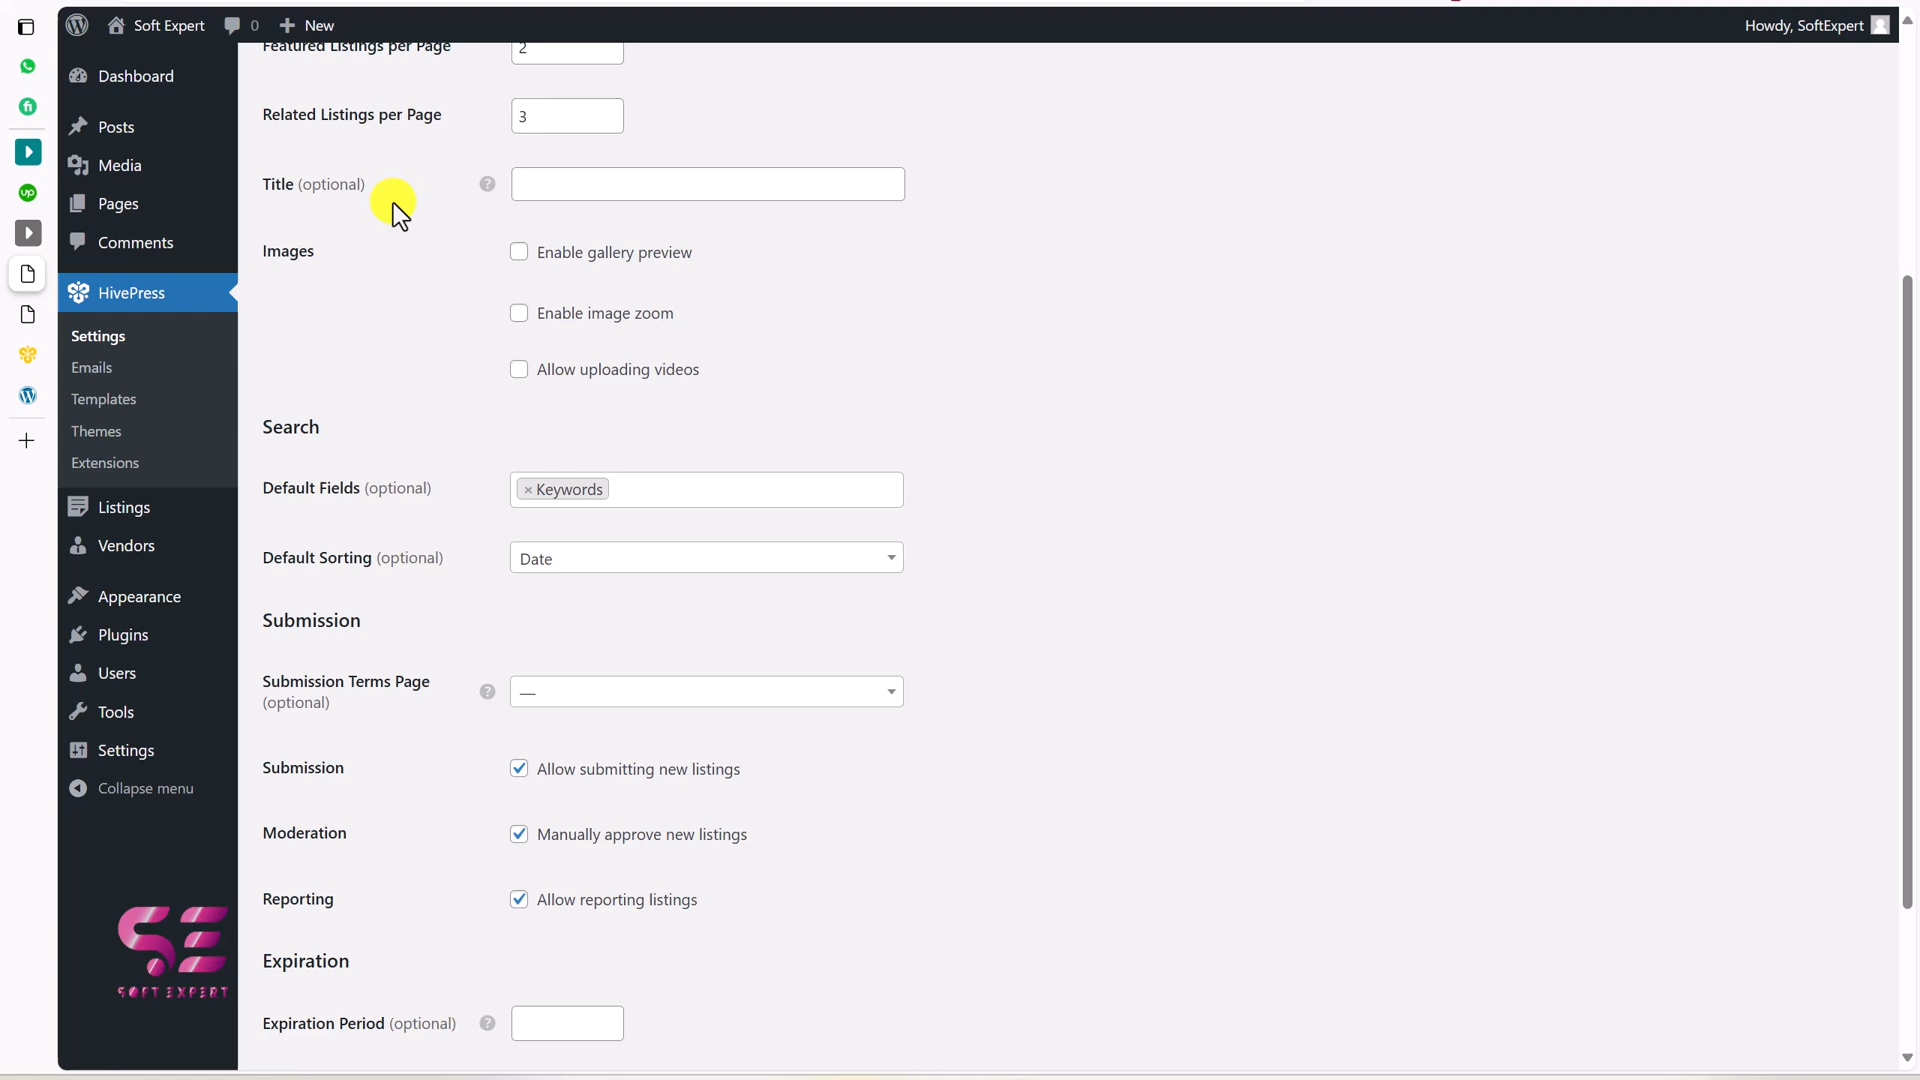 Soft Expert
0
New
Howdy, SoftExpert
Dashboard
Posts
Media
Pages
Comments
HivePress
Settings
Emails
Templates
Themes
Extensions
Listings
Vendors
Appearance
Plugins
Users
Tools
Settings
Collapse menu
SOFT EXPERT
Featured Listings per Page
2
Related Listings per Page
3
Title (optional)
?
Images
Enable gallery preview
Enable image zoom
Allow uploading videos
Search
Default Fields (optional)
× Keywords
Default Sorting (optional)
Date
Submission
Submission Terms Page
(optional)
?
—
Submission
Allow submitting new listings
Moderation
Manually approve new listings
Reporting
Allow reporting listings
Expiration
Expiration Period (optional)
?